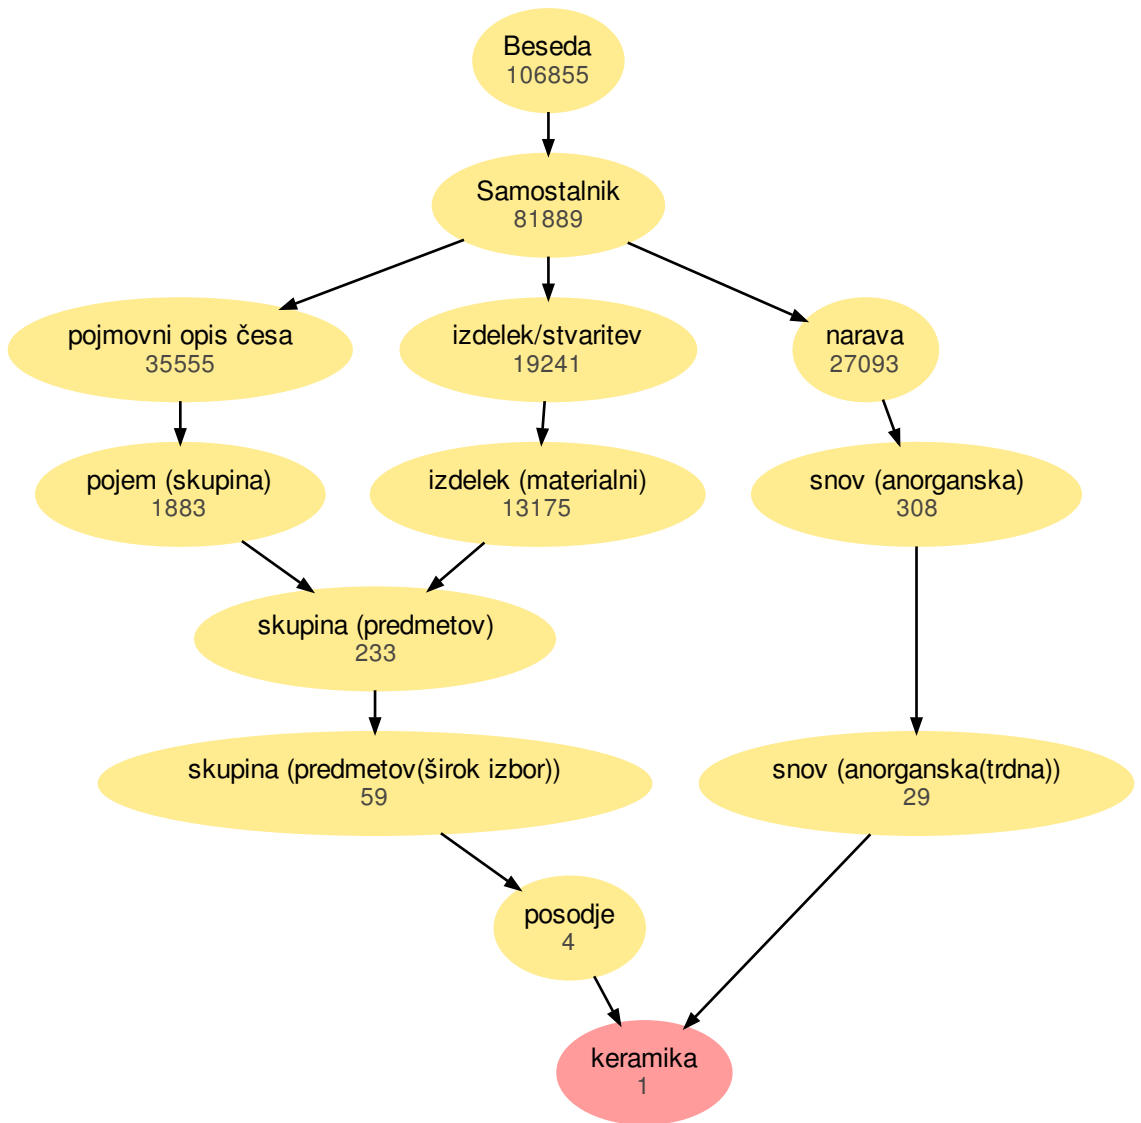 Beseda
106855
Samostalnik
81889
pojmovni opis česa
35555
izdelek/stvaritev
19241
narava
27093
pojem (skupina)
1883
izdelek (materialni)
13175
snov (anorganska)
308
skupina (predmetov)
233
skupina (predmetov(širok izbor))
59
snov (anorganska(trdna))
29
posodje
4
keramika
1